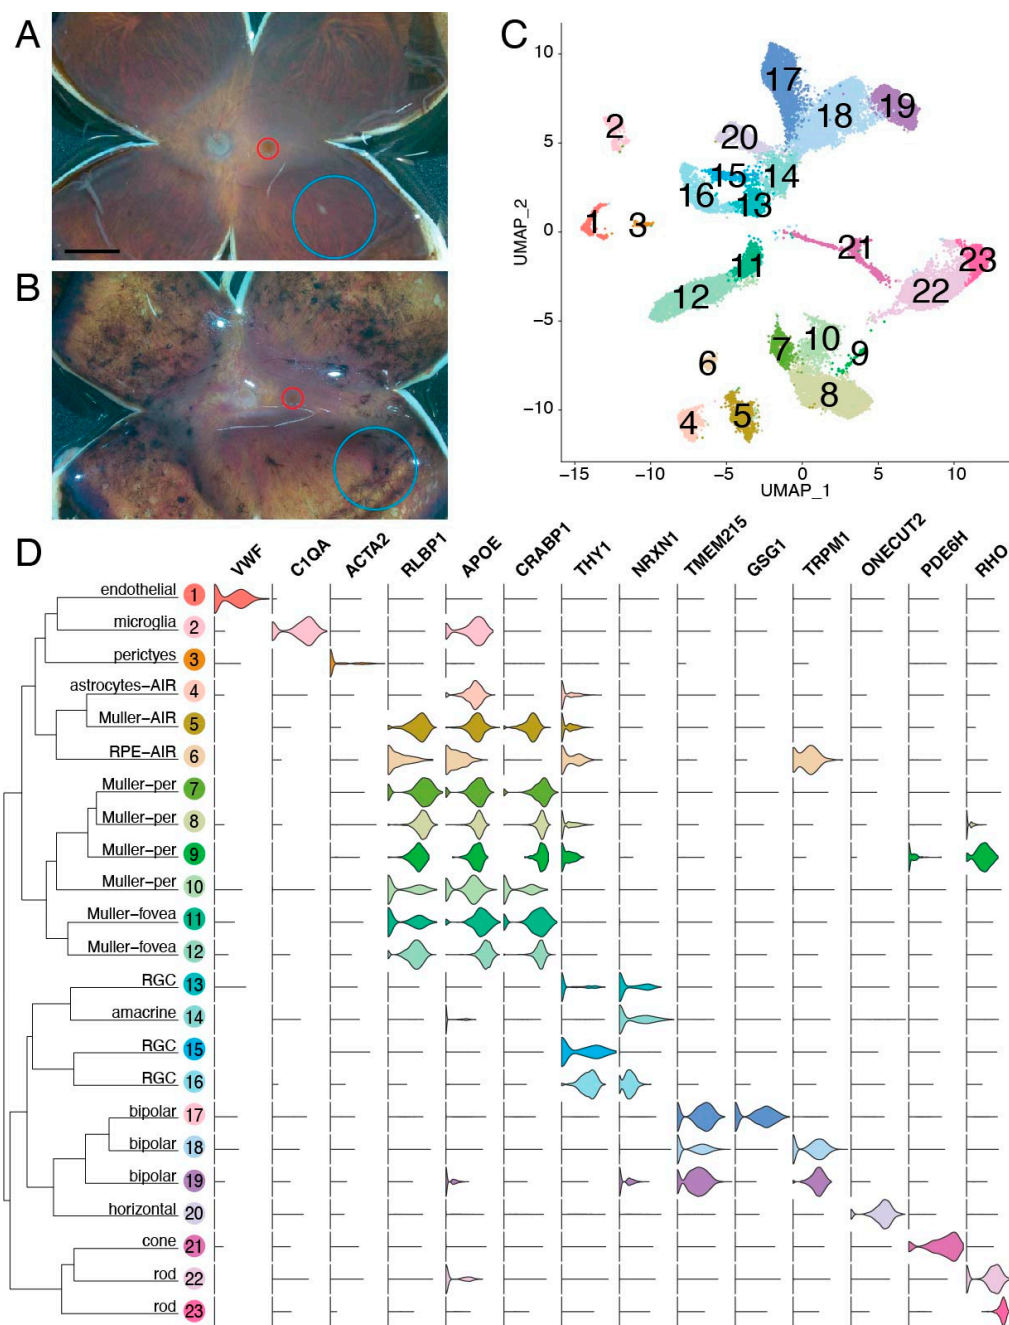 A
B
C
10
5
0
−5
−10
UMAP_2
−15
−10
−5
0
5
10
UMAP_1
17
18
19
2
20
15
14
16
13
1
3
21
11
23
12
22
10
7
9
6
8
4
5
D
VWF C1QA ACTA2 RLBP1 APOE CRABP1 THY1 NRXN1 TMEM215 GSG1 TRPM1 ONECUT2 PDE6H RHO
endothelial 1
microglia 2
perictyes 3
astrocytes−AIR 4
Muller−AIR 5
RPE−AIR 6
Muller−per 7
Muller−per 8
Muller−per 9
Muller−per 10
Muller−fovea 11
Muller−fovea 12
RGC 13
amacrine 14
RGC 15
RGC 16
bipolar 17
bipolar 18
bipolar 19
horizontal 20
cone 21
rod 22
rod 23